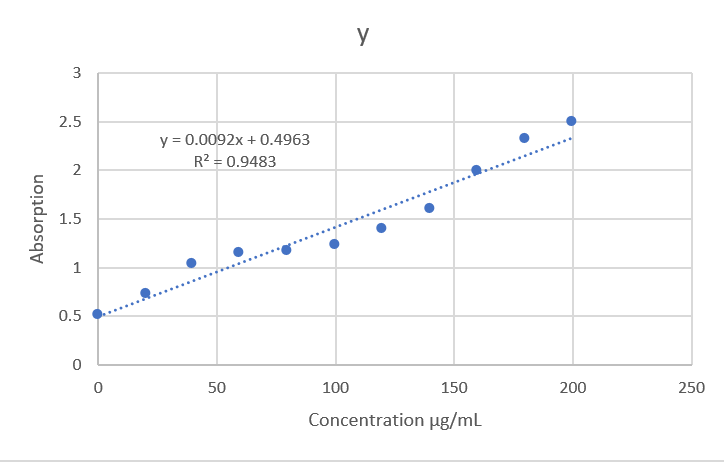 y
3
2.5
2
1.5
1
0.5
0
y = 0.0092x + 0.4963
R² = 0.9483
Absorption
0 50 100 150 200 250
Concentration µg/mL